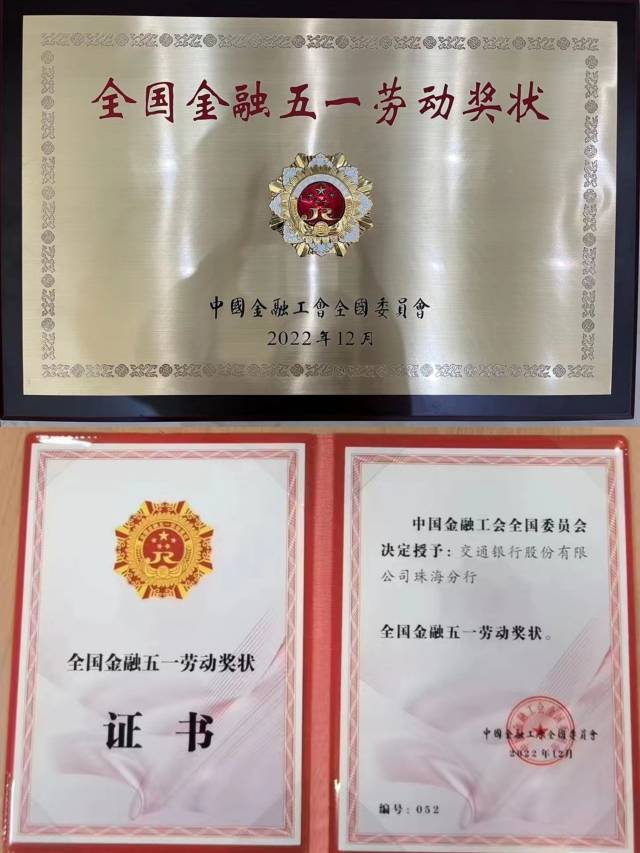 全国金融五一劳动奖状
中國金融工會全國委員會
2022年12月
全国金融五一劳动奖状
证书
中国金融工会全国委员会
决定授予：交通银行股份有限
公司珠海分行
全国金融五一劳动奖状。
中國金融工會全國委員會
2022年12月
编号：052